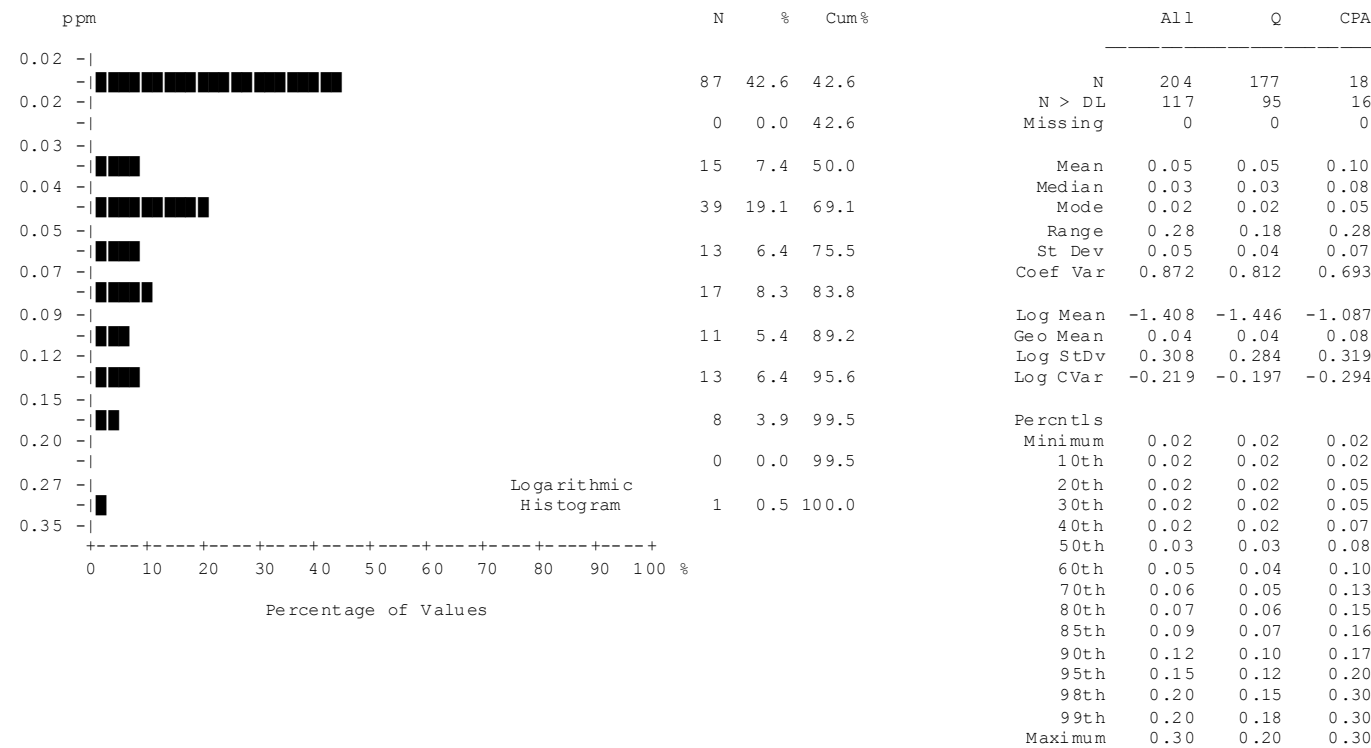 ppm N % Cum% All Q CPA
0.02 -|
-| 87 42.6 42.6 N 204 177 18
0.02 -| N > DL 117 95 16
-| 0 0.0 42.6 Missing 0 0 0
0.03 -|
-| 15 7.4 50.0 Mean 0.05 0.05 0.10
0.04 -| Median 0.03 0.03 0.08
-| 39 19.1 69.1 Mode 0.02 0.02 0.05
0.05 -| Range 0.28 0.18 0.28
-| 13 6.4 75.5 St Dev 0.05 0.04 0.07
0.07 -| Coef Var 0.872 0.812 0.693
-| 17 8.3 83.8
0.09 -| Log Mean -1.408 -1.446 -1.087
-| 11 5.4 89.2 Geo Mean 0.04 0.04 0.08
0.12 -| Log StDv 0.308 0.284 0.319
-| 13 6.4 95.6 Log CVar -0.219 -0.197 -0.294
0.15 -|
-| 8 3.9 99.5 Percntls
0.20 -| Minimum 0.02 0.02 0.02
-| 0 0.0 99.5 10th 0.02 0.02 0.02
0.27 -| Logarithmic 20th 0.02 0.02 0.05
-| Histogram 1 0.5 100.0 30th 0.02 0.02 0.05
0.35 -| 40th 0.02 0.02 0.07
+----+----+----+----+----+----+----+----+----+----+ 50th 0.03 0.03 0.08
0 10 20 30 40 50 60 70 80 90 100 % 60th 0.05 0.04 0.10
70th 0.06 0.05 0.13
Percentage of Values 80th 0.07 0.06 0.15
85th 0.09 0.07 0.16
90th 0.12 0.10 0.17
95th 0.15 0.12 0.20
98th 0.20 0.15 0.30
99th 0.20 0.18 0.30
Maximum 0.30 0.20 0.30